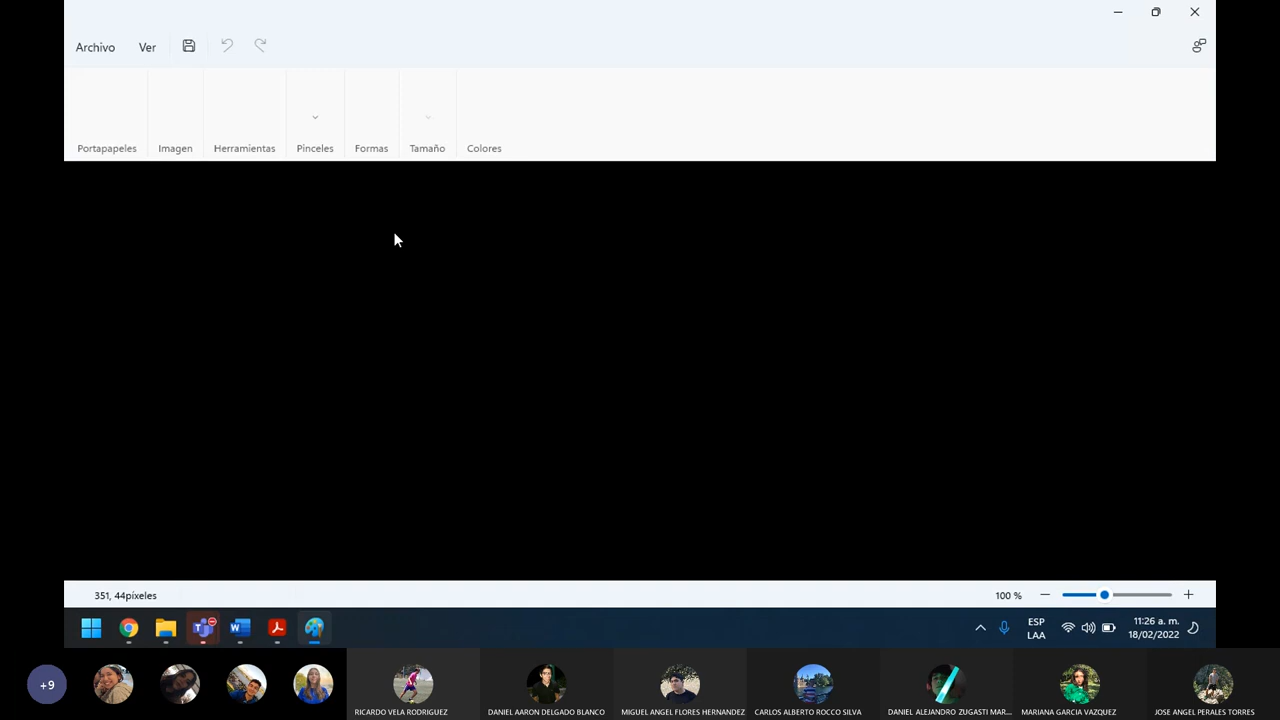 Archivo Ver
Portapapeles Imagen Herramientas Pinceles Formas Tamaño Colores
351, 44píxeles 100 %
ESP 11:26 a. m.
LAA 18/02/2022
+9
RICARDO VELA RODRIGUEZ DANIEL AARON DELGADO BLANCO MIGUEL ANGEL FLORES HERNANDEZ CARLOS ALBERTO ROCCO SILVA DANIEL ALEJANDRO ZUGASTI MAR... MARIANA GARCIA VAZQUEZ JOSE ANGEL PERALES TORRES